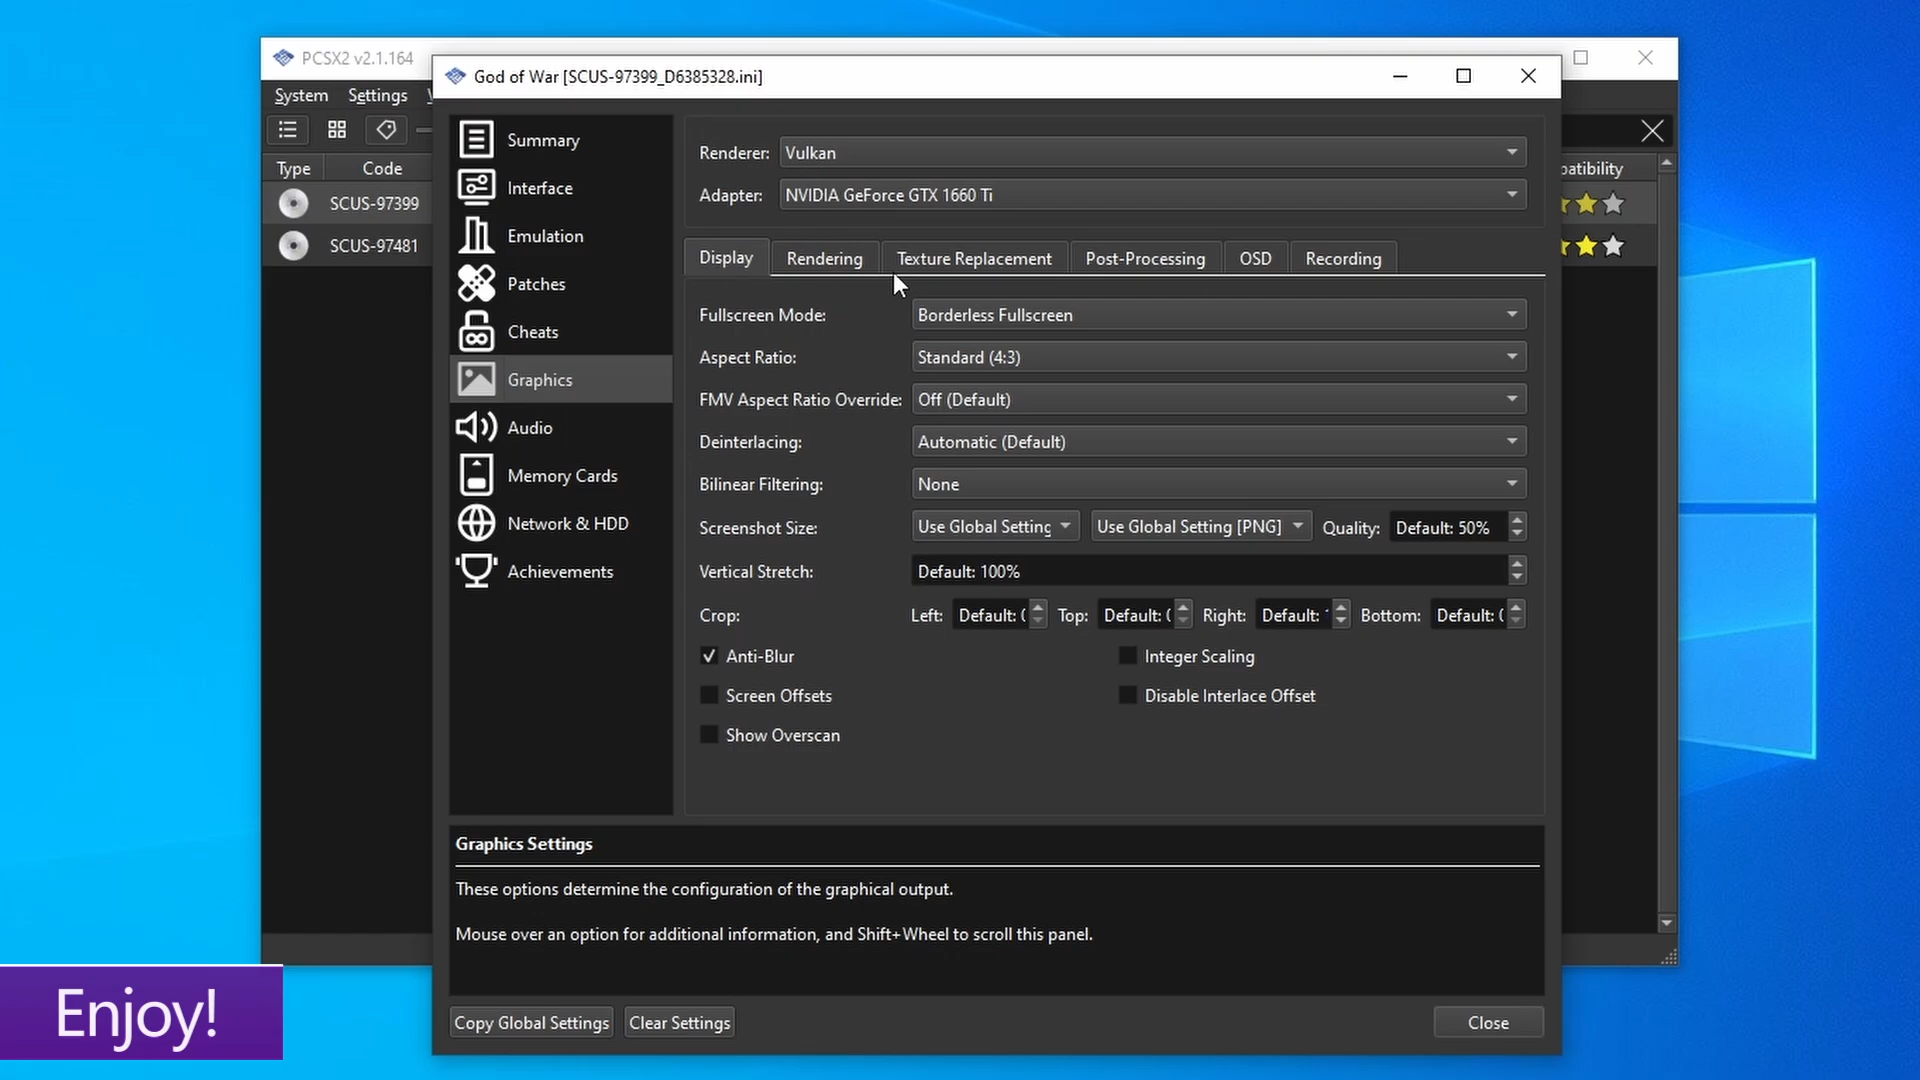 PCSX2 v2.1.164
God of War [SCUS-97399_D6385328.ini]
System Settings
Type Code
patibility
SCUS-97399
SCUS-97481
Summary
Interface
Emulation
Patches
Cheats
Graphics
Audio
Memory Cards
Network & HDD
Achievements
Renderer: Vulkan
Adapter: NVIDIA GeForce GTX 1660 Ti
Display Rendering Texture Replacement Post-Processing OSD Recording
Fullscreen Mode: Borderless Fullscreen
Aspect Ratio: Standard (4:3)
FMV Aspect Ratio Override: Off (Default)
Deinterlacing: Automatic (Default)
Bilinear Filtering: None
Screenshot Size: Use Global Setting Use Global Setting [PNG] Quality: Default: 50%
Vertical Stretch: Default: 100%
Crop: Left: Default: Top: Default: Right: Default: Bottom: Default:
Anti-Blur Integer Scaling
Screen Offsets Disable Interlace Offset
Show Overscan
Graphics Settings
These options determine the configuration of the graphical output.
Mouse over an option for additional information, and Shift+Wheel to scroll this panel.
Copy Global Settings Clear Settings Close
Enjoy!